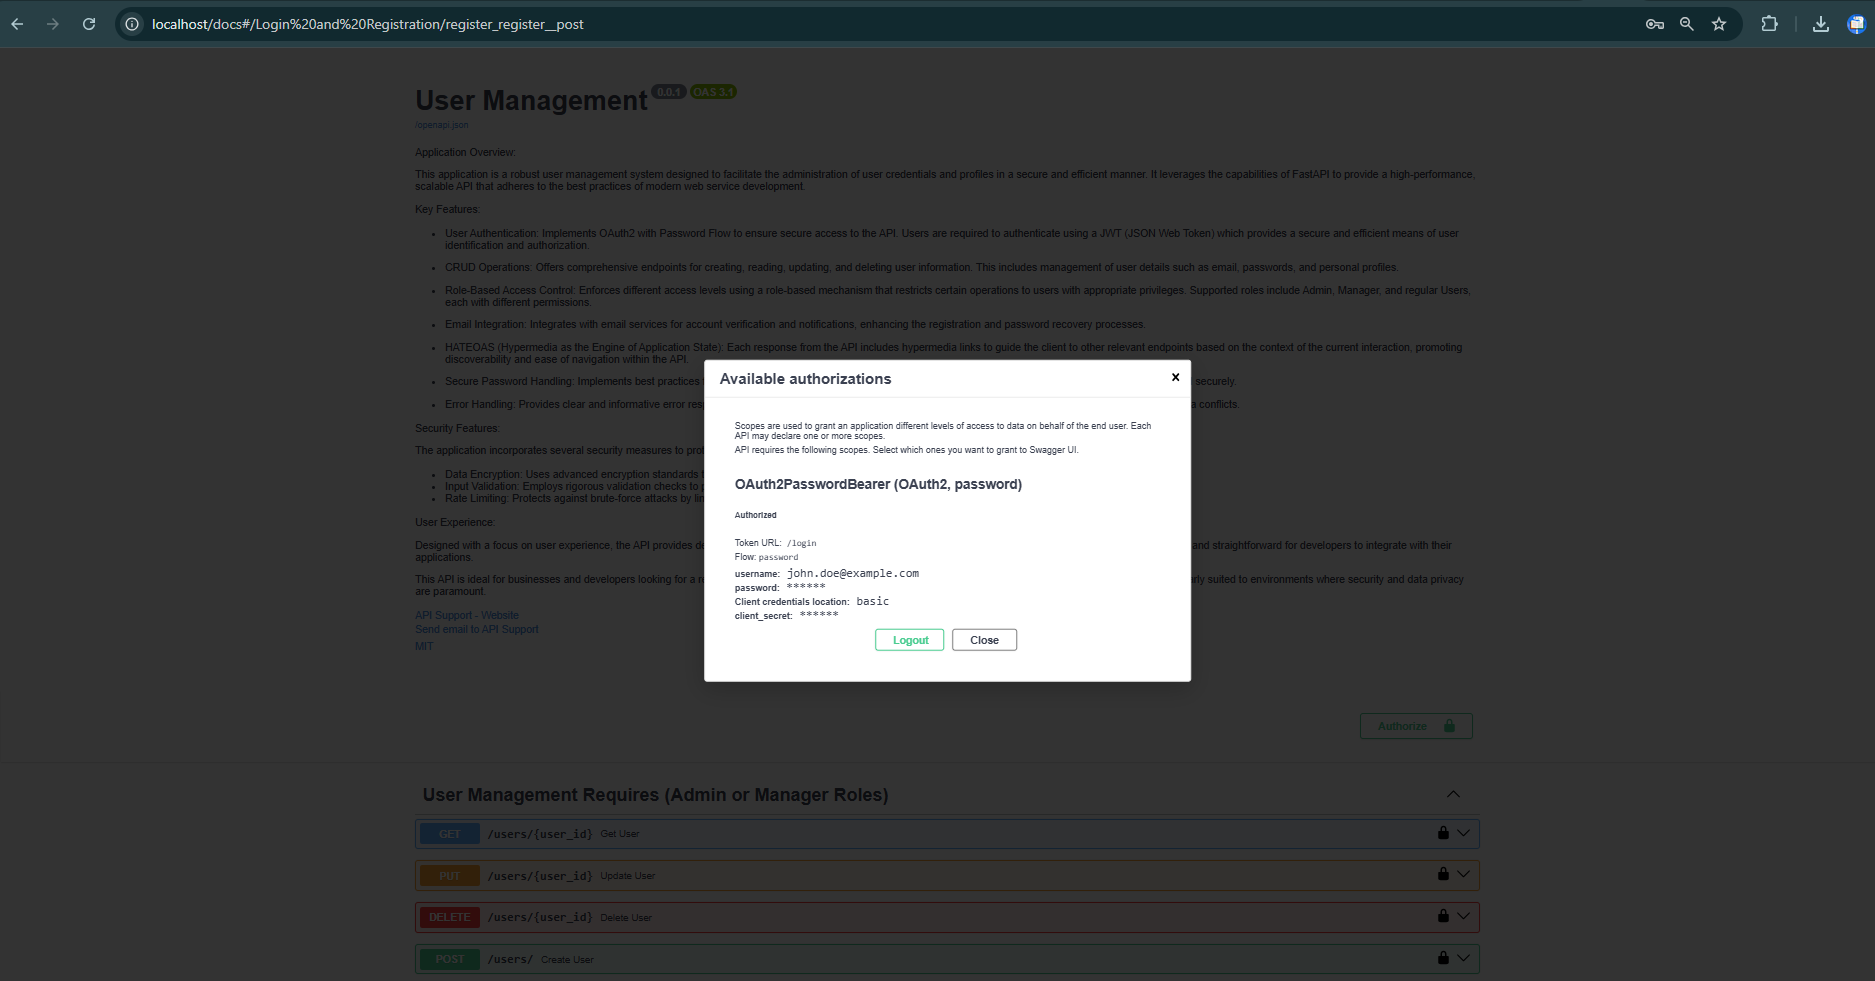 localhost/docs#/Login%20and%20Registration/register_register__post
User Management 0.0.1 OAS 3.1
/openapi.json
Application Overview:
This application is a robust user management system designed to facilitate the administration of user credentials and profiles in a secure and efficient manner. It leverages the capabilities of FastAPI to provide a high-performance,
scalable API that adheres to the best practices of modern web service development.
Key Features:
User Authentication: Implements OAuth2 with Password Flow to ensure secure access to the API. Users are required to authenticate using a JWT (JSON Web Token) which provides a secure and efficient means of user
identification and authorization.
CRUD Operations: Offers comprehensive endpoints for creating, reading, updating, and deleting user information. This includes management of user details such as email, passwords, and personal profiles.
Role-Based Access Control: Enforces different access levels using a role-based mechanism that restricts certain operations to users with appropriate privileges. Supported roles include Admin, Manager, and regular Users,
each with different permissions.
Email Integration: Integrates with email services for account verification and notifications, enhancing the registration and password recovery processes.
HATEOAS (Hypermedia as the Engine of Application State): Each response from the API includes hypermedia links to guide the client to other relevant endpoints based on the context of the current interaction, promoting
discoverability and ease of navigation within the API.
Secure Password Handling: Implements best practices securely.
Error Handling: Provides clear and informative error conflicts.
Security Features:
The application incorporates several security measures to
Data Encryption: Uses advanced encryption standards
Input Validation: Employs rigorous validation checks to
Rate Limiting: Protects against brute-force attacks by
User Experience:
Designed with a focus on user experience, the API provides and straightforward for developers to integrate with their
applications.
This API is ideal for businesses and developers looking for a suited to environments where security and data privacy
are paramount.
API Support - Website
Send email to API Support
MIT
Available authorizations
Scopes are used to grant an application different levels of access to data on behalf of the end user. Each
API may declare one or more scopes.
API requires the following scopes. Select which ones you want to grant to Swagger UI.
OAuth2PasswordBearer (OAuth2, password)
Authorized
Token URL: /login
Flow: password
username: john.doe@example.com
password: ******
Client credentials location: basic
client_secret: ******
Logout Close
Authorize
User Management Requires (Admin or Manager Roles)
GET /users/{user_id} Get User
PUT /users/{user_id} Update User
DELETE /users/{user_id} Delete User
POST /users/ Create User